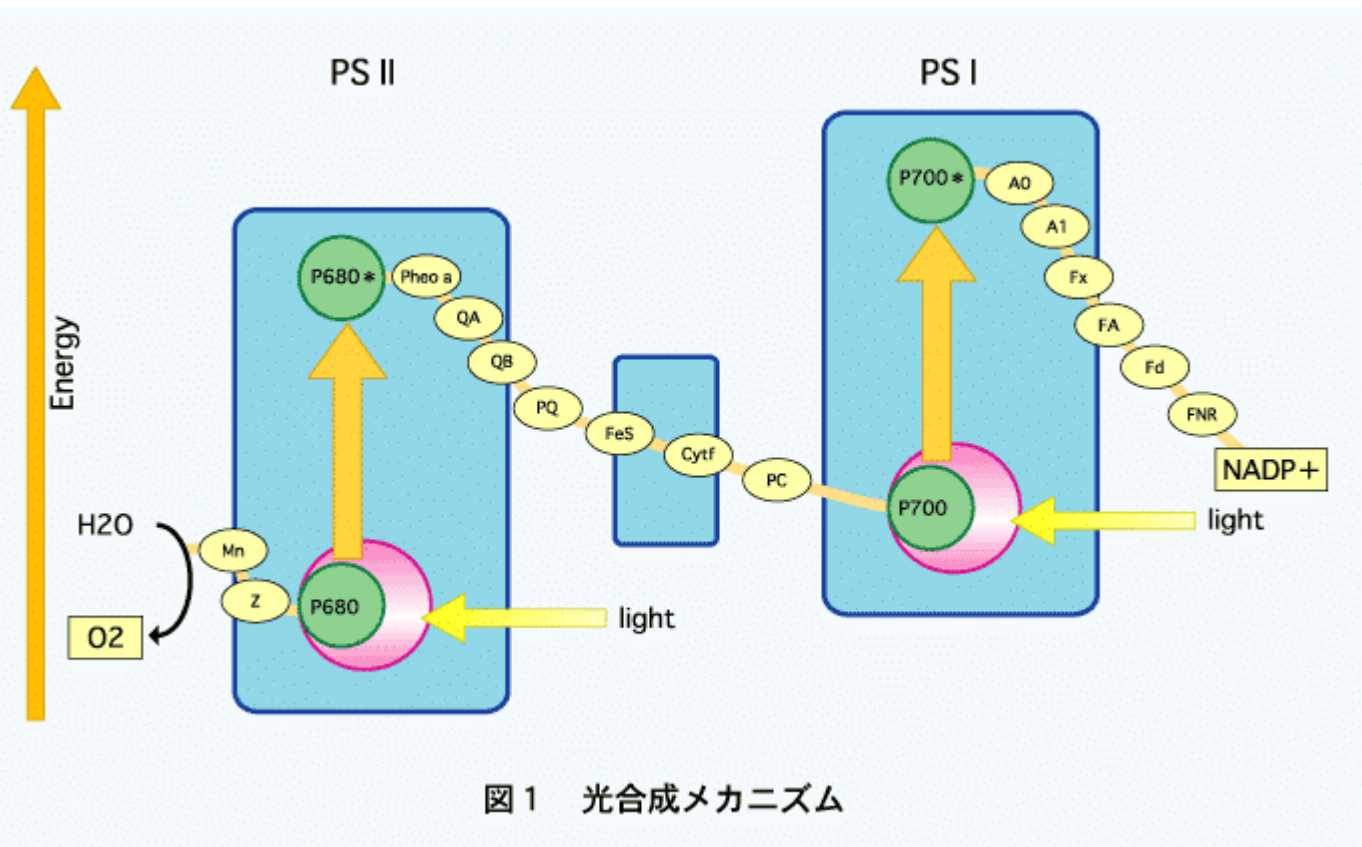 PS II
PS I
Energy
P680*
Pheo a
QA
QB
PQ
FeS
Cytf
PC
P700*
A0
A1
Fx
FA
Fd
FNR
NADP+
H2O
Mn
Z
O2
P680
light
P700
light
図1 光合成メカニズム